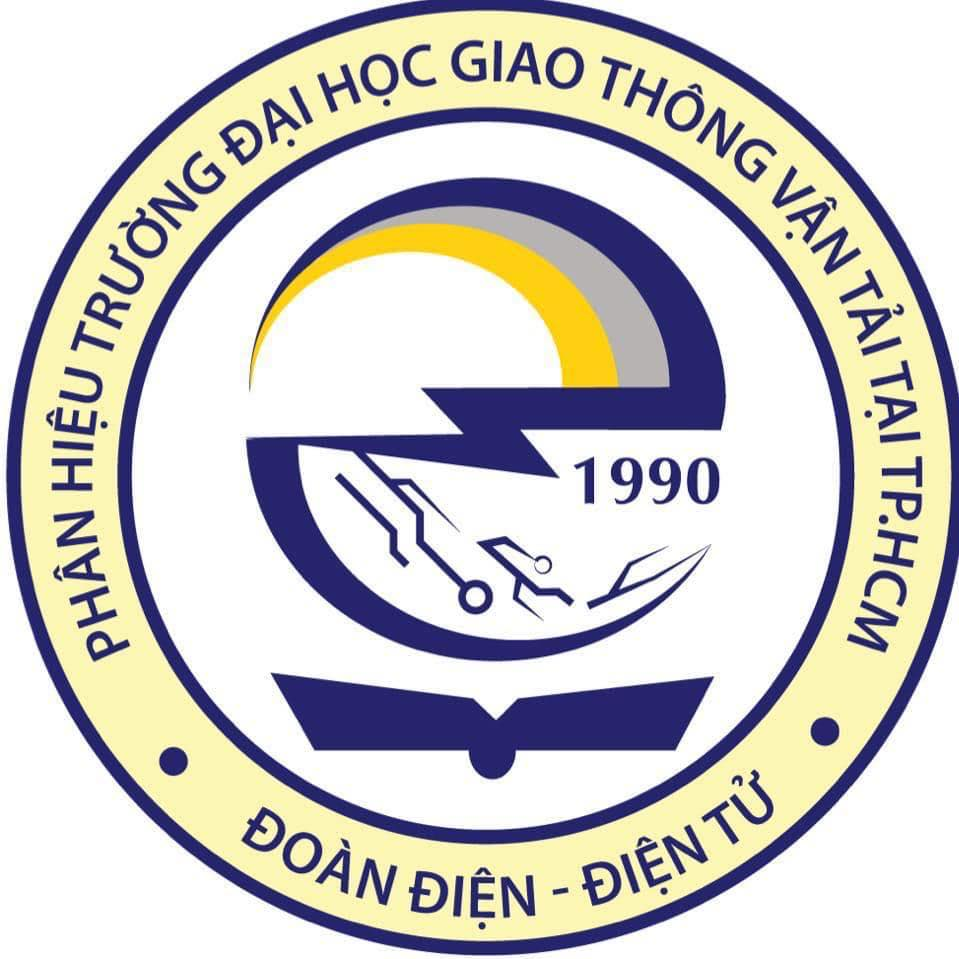 PHÂN HIỆU TRƯỜNG ĐẠI HỌC GIAO THÔNG VẬN TẢI TẠI TP.HCM
1990
ĐOÀN ĐIỆN - ĐIỆN TỬ